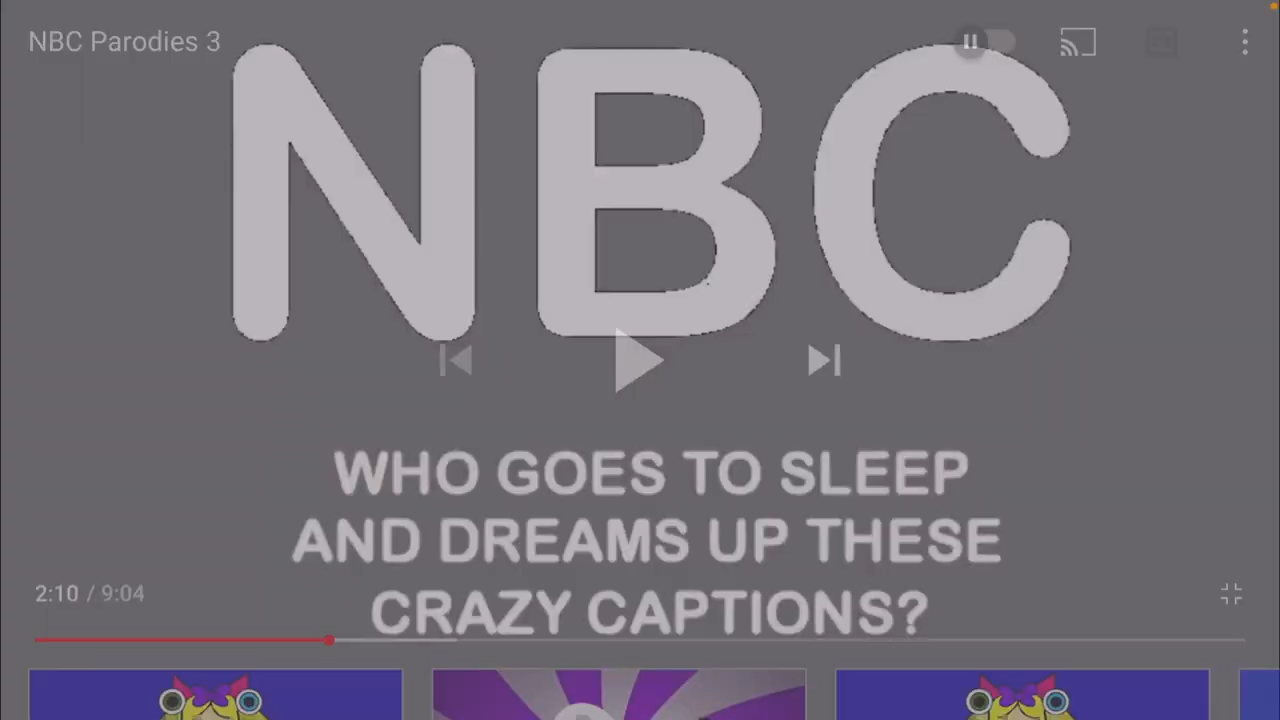 NBC Parodies 3
NBC
WHO GOES TO SLEEP
AND DREAMS UP THESE
CRAZY CAPTIONS?
2:10 / 9:04